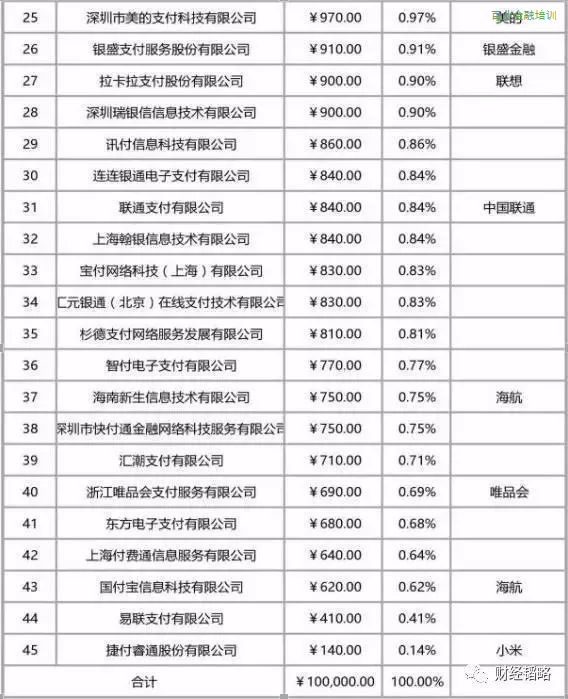 25 深圳市美的支付科技有限公司 ￥970.00 0.97% 美的
26 银盛支付服务股份有限公司 ￥910.00 0.91% 银盛金融
27 拉卡拉支付股份有限公司 ￥900.00 0.90% 联想
28 深圳瑞银信信息技术有限公司 ￥900.00 0.90%
29 讯付信息科技有限公司 ￥860.00 0.86%
30 连连银通电子支付有限公司 ￥840.00 0.84%
31 联通支付有限公司 ￥840.00 0.84% 中国联通
32 上海翰银信息技术有限公司 ￥840.00 0.84%
33 宝付网络科技（上海）有限公司 ￥830.00 0.83%
34 汇元银通（北京）在线支付技术有限公司 ￥830.00 0.83%
35 杉德支付网络服务发展有限公司 ￥810.00 0.81%
36 智付电子支付有限公司 ￥770.00 0.77%
37 海南新生信息技术有限公司 ￥750.00 0.75% 海航
38 深圳市快付通金融网络科技服务有限公司 ￥750.00 0.75%
39 汇潮支付有限公司 ￥710.00 0.71%
40 浙江唯品会支付服务有限公司 ￥690.00 0.69% 唯品会
41 东方电子支付有限公司 ￥680.00 0.68%
42 上海付费通信息服务有限公司 ￥640.00 0.64%
43 国付宝信息科技有限公司 ￥620.00 0.62% 海航
44 易联支付有限公司 ￥410.00 0.41%
45 捷付睿通股份有限公司 ￥140.00 0.14% 小米
合计 ￥100,000.00 100.00%
财经韬略